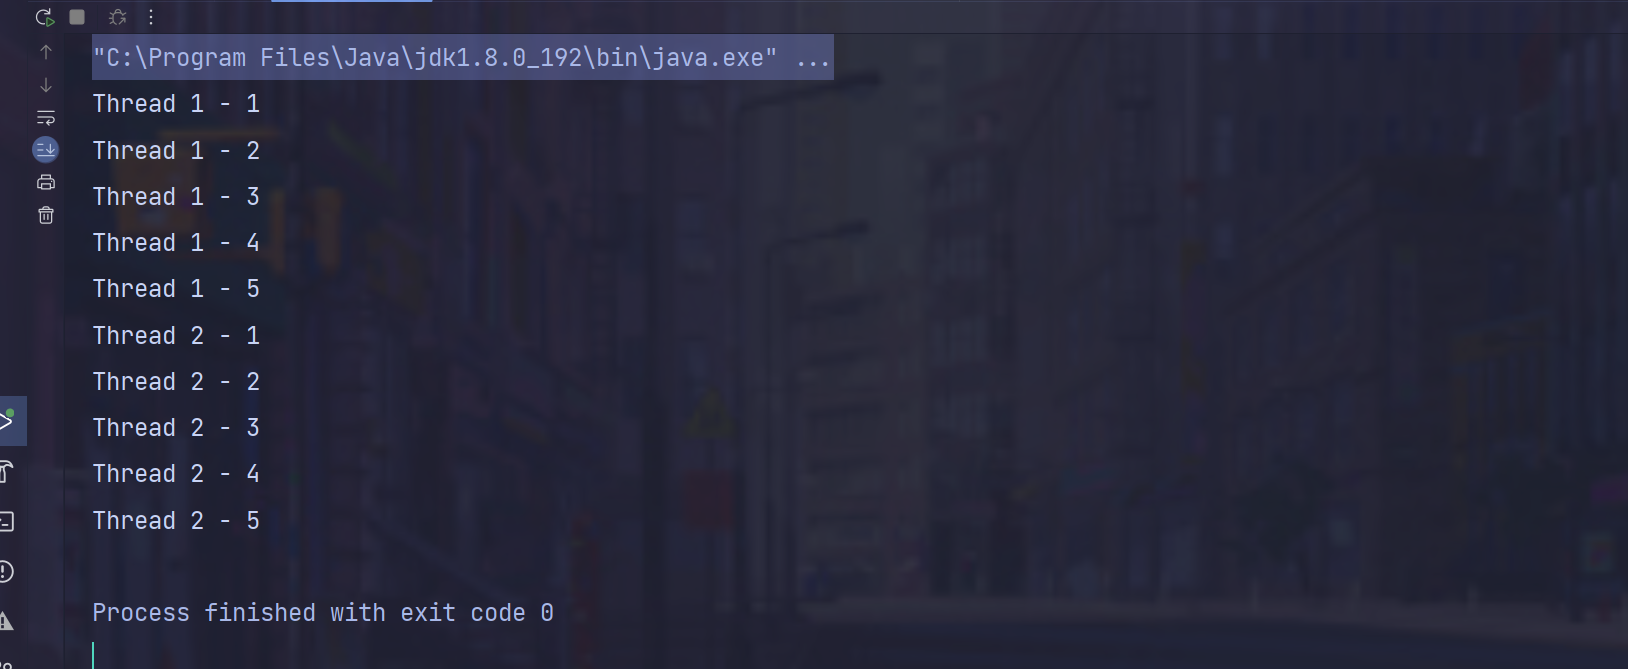 "C:\Program Files\Java\jdk1.8.0_192\bin\java.exe" ...
Thread 1 - 1
Thread 1 - 2
Thread 1 - 3
Thread 1 - 4
Thread 1 - 5
Thread 2 - 1
Thread 2 - 2
Thread 2 - 3
Thread 2 - 4
Thread 2 - 5
Process finished with exit code 0